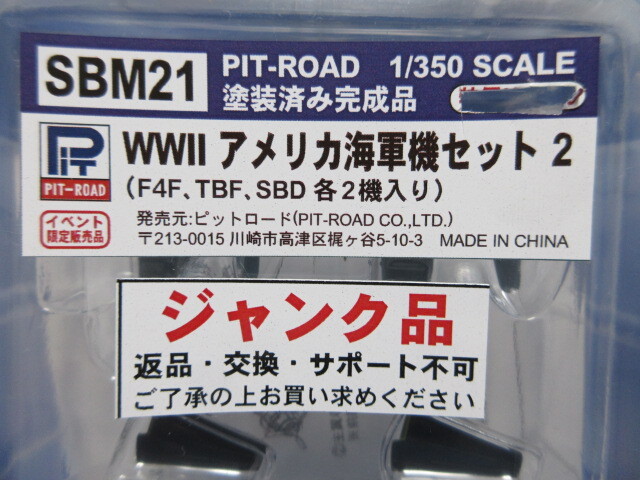 SBM21
PIT-ROAD 1/350 SCALE
塗装済み完成品
PIT
PIT-ROAD
WWII アメリカ海軍機セット 2
(F4F、TBF、SBD 各2機入り)
イベント
限定販売品
発売元:ピットロード(PIT-ROAD CO.,LTD.)
〒213-0015 川崎市高津区梶ヶ谷5-10-3 MADE IN CHINA
ジャンク品
返品・交換・サポート不可
ご了承の上お買い求めください